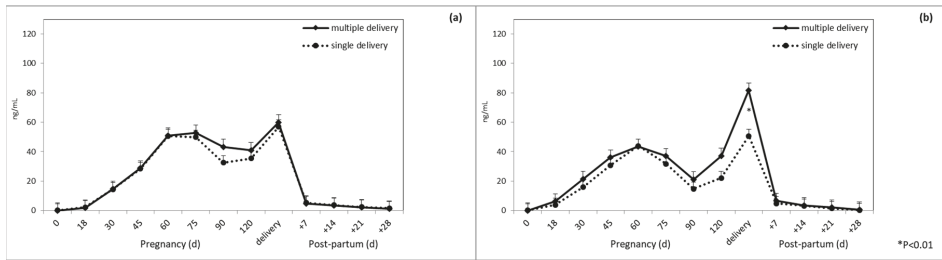 (a)
multiple delivery
single delivery
120
100
80
60
40
20
0
ng/mL
0 18 30 45 60 75 90 120 delivery +7 +14 +21 +28
Pregnancy (d) Post-partum (d)
(b)
multiple delivery
single delivery
120
100
80
60
40
20
0
ng/mL
*
0 18 30 45 60 75 90 120 delivery +7 +14 +21 +28
Pregnancy (d) Post-partum (d)
*P<0.01